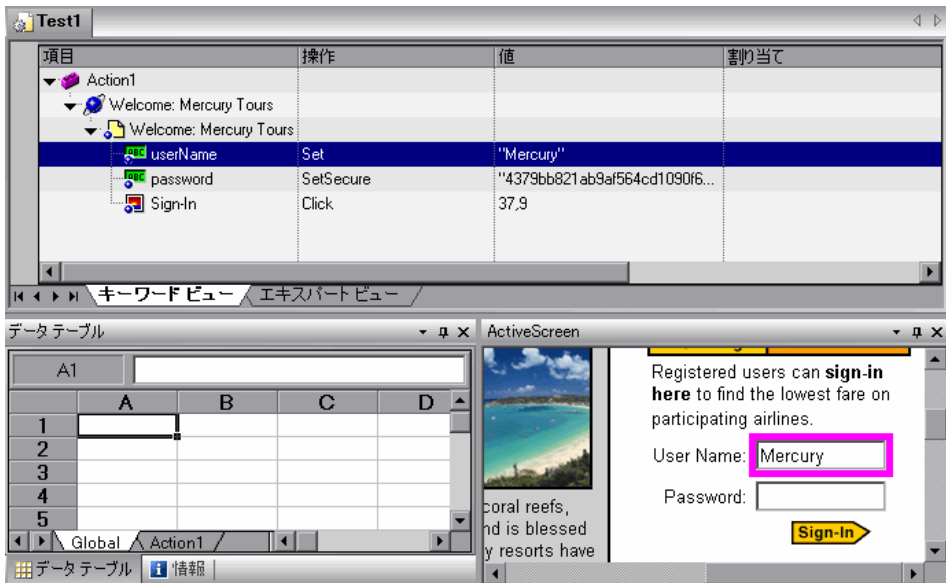 Test1
項目 操作 値 割り当て
Action1
Welcome: Mercury Tours
Welcome: Mercury Tours
userName Set "Mercury"
password SetSecure "4379bb821ab9af564cd1090f6...
Sign-In Click 37,9
キーワード ビュー エキスパート ビュー
データ テーブル
A1
A B C D
1
2
3
4
5
Global Action1
データ テーブル 情報
ActiveScreen
Registered users can sign-in
here to find the lowest fare on
participating airlines.
User Name: Mercury
Password:
Sign-In
coral reefs,
nd is blessed
y resorts have